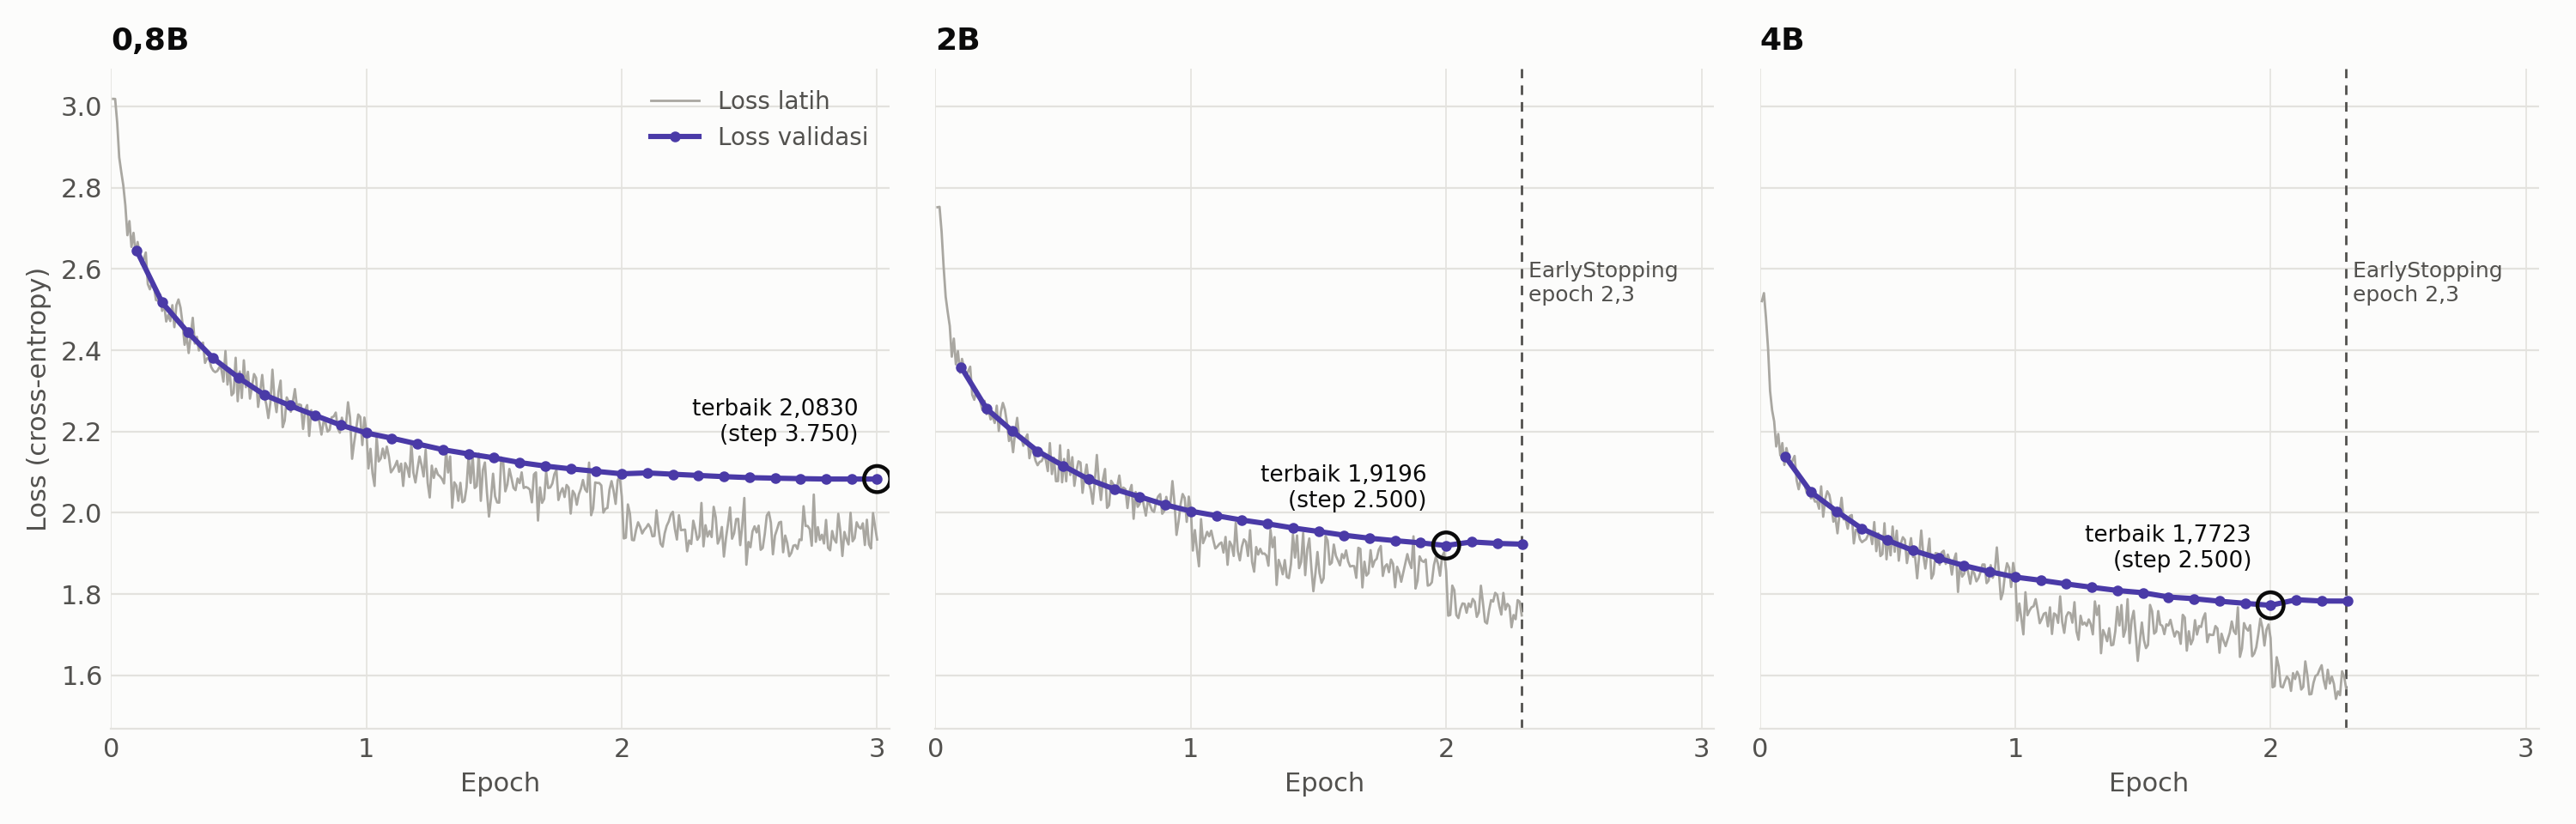 0,8B
2B
4B
Loss (cross-entropy)
3.0
2.8
2.6
2.4
2.2
2.0
1.8
1.6
Loss latih
Loss validasi
terbaik 2,0830
(step 3.750)
0 1 2 3
Epoch
terbaik 1,9196
(step 2.500)
EarlyStopping
epoch 2,3
0 1 2 3
Epoch
terbaik 1,7723
(step 2.500)
EarlyStopping
epoch 2,3
0 1 2 3
Epoch